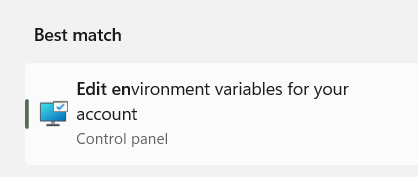 Best match
Edit environment variables for your
account
Control panel